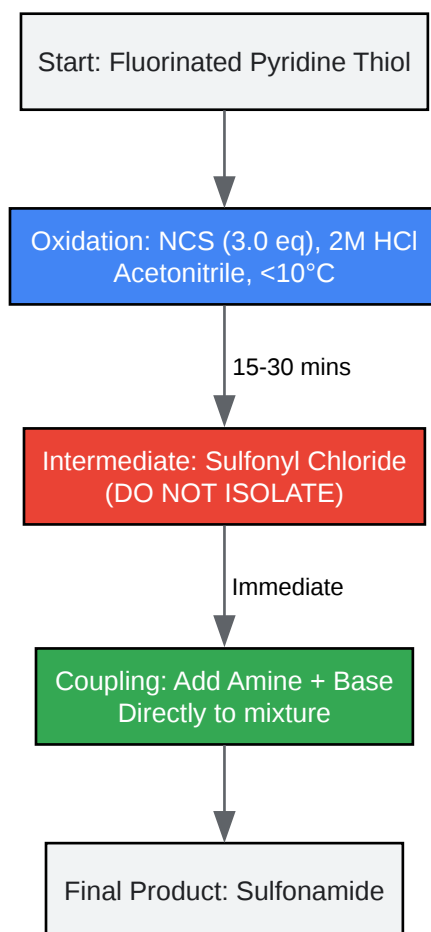 Start: Fluorinated Pyridine Thiol
Oxidation: NCS (3.0 eq), 2M HCl
Acetonitrile, <10°C
15-30 mins
Intermediate: Sulfonyl Chloride
(DO NOT ISOLATE)
Immediate
Coupling: Add Amine + Base
Directly to mixture
Final Product: Sulfonamide